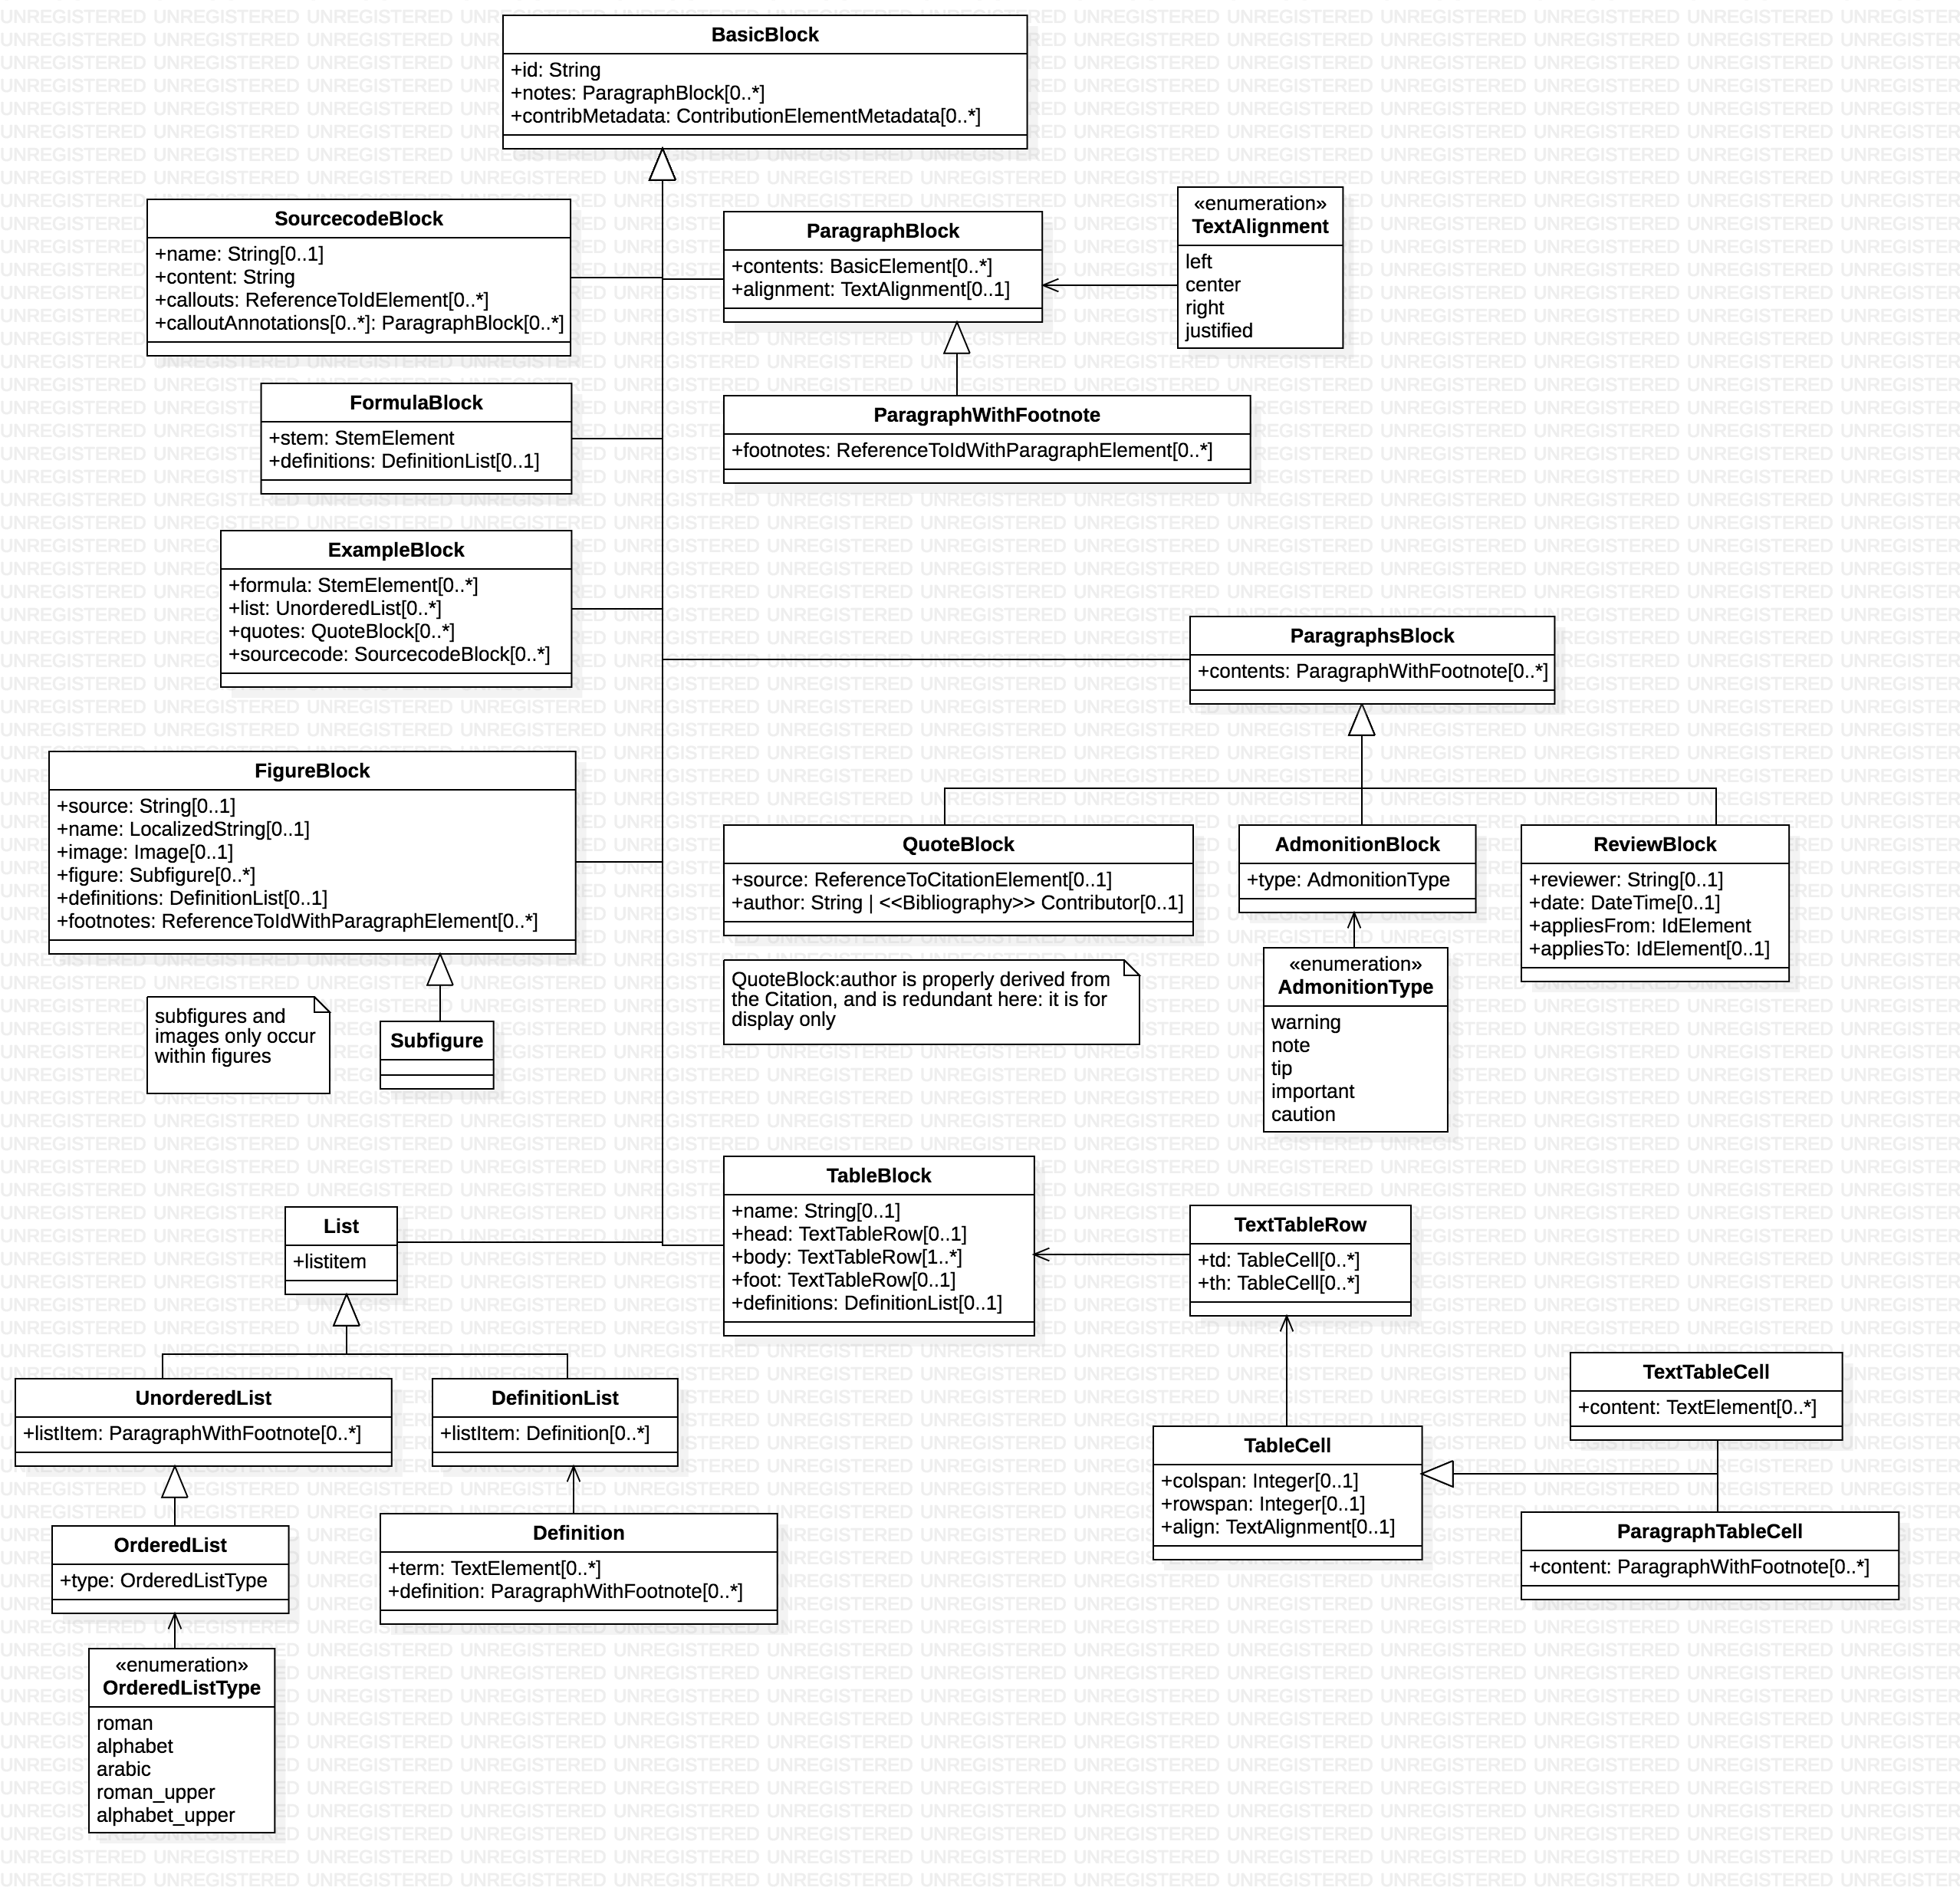 BasicBlock
+id: String
+notes: ParagraphBlock[0..*]
+contribMetadata: ContributionElementMetadata[0..*]
SourcecodeBlock
+name: String[0..1]
+content: String
+callouts: ReferenceToIdElement[0..*]
+calloutAnnotations[0..*]: ParagraphBlock[0..*]
ParagraphBlock
+contents: BasicElement[0..*]
+alignment: TextAlignment[0..1]
«enumeration»
TextAlignment
left
center
right
justified
FormulaBlock
+stem: StemElement
+definitions: DefinitionList[0..1]
ParagraphWithFootnote
+footnotes: ReferenceToIdWithParagraphElement[0..*]
ExampleBlock
+formula: StemElement[0..*]
+list: UnorderedList[0..*]
+quotes: QuoteBlock[0..*]
+sourcecode: SourcecodeBlock[0..*]
ParagraphsBlock
+contents: ParagraphWithFootnote[0..*]
FigureBlock
+source: String[0..1]
+name: LocalizedString[0..1]
+image: Image[0..1]
+figure: Subfigure[0..*]
+definitions: DefinitionList[0..1]
+footnotes: ReferenceToIdWithParagraphElement[0..*]
QuoteBlock
+source: ReferenceToCitationElement[0..1]
+author: String | <<Bibliography>> Contributor[0..1]
AdmonitionBlock
+type: AdmonitionType
ReviewBlock
+reviewer: String[0..1]
+date: DateTime[0..1]
+appliesFrom: IdElement
+appliesTo: IdElement[0..1]
subfigures and
images only occur
within figures
Subfigure
QuoteBlock:author is properly derived from
the Citation, and is redundant here: it is for
display only
«enumeration»
AdmonitionType
warning
note
tip
important
caution
List
+listitem
TableBlock
+name: String[0..1]
+head: TextTableRow[0..1]
+body: TextTableRow[1..*]
+foot: TextTableRow[0..1]
+definitions: DefinitionList[0..1]
TextTableRow
+td: TableCell[0..*]
+th: TableCell[0..*]
UnorderedList
+listItem: ParagraphWithFootnote[0..*]
DefinitionList
+listItem: Definition[0..*]
TextTableCell
+content: TextElement[0..*]
TableCell
+colspan: Integer[0..1]
+rowspan: Integer[0..1]
+align: TextAlignment[0..1]
OrderedList
+type: OrderedListType
Definition
+term: TextElement[0..*]
+definition: ParagraphWithFootnote[0..*]
ParagraphTableCell
+content: ParagraphWithFootnote[0..*]
«enumeration»
OrderedListType
roman
alphabet
arabic
roman_upper
alphabet_upper
UNREGISTERED